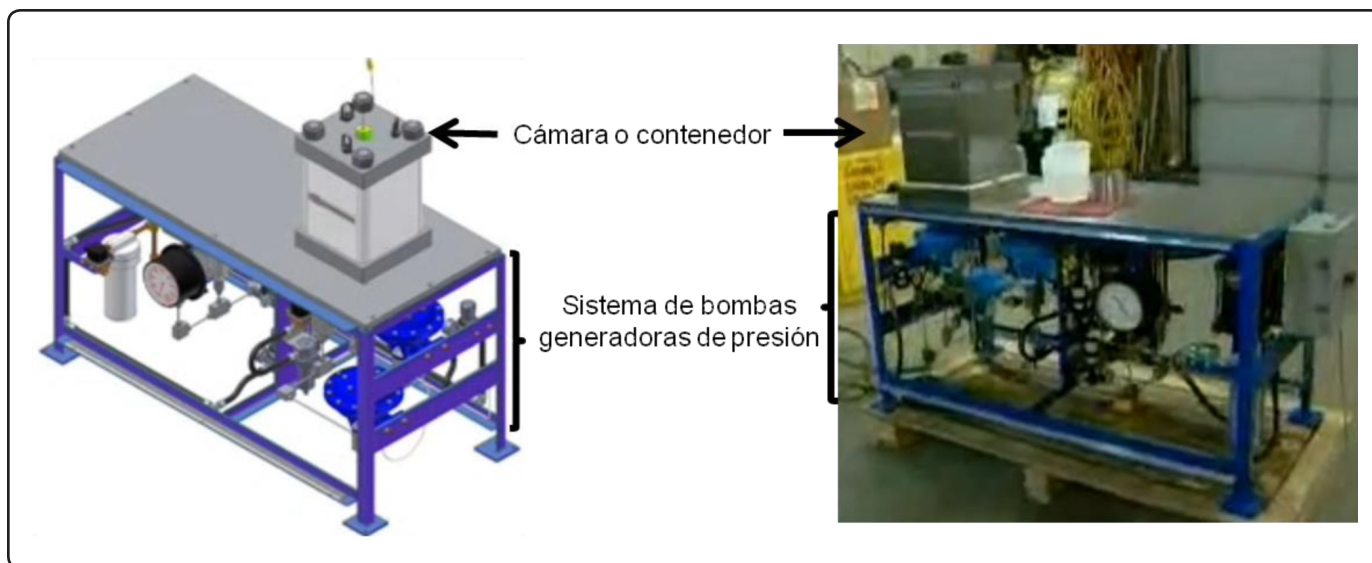 Cámara o contenedor
Sistema de bombas
generadoras de presión